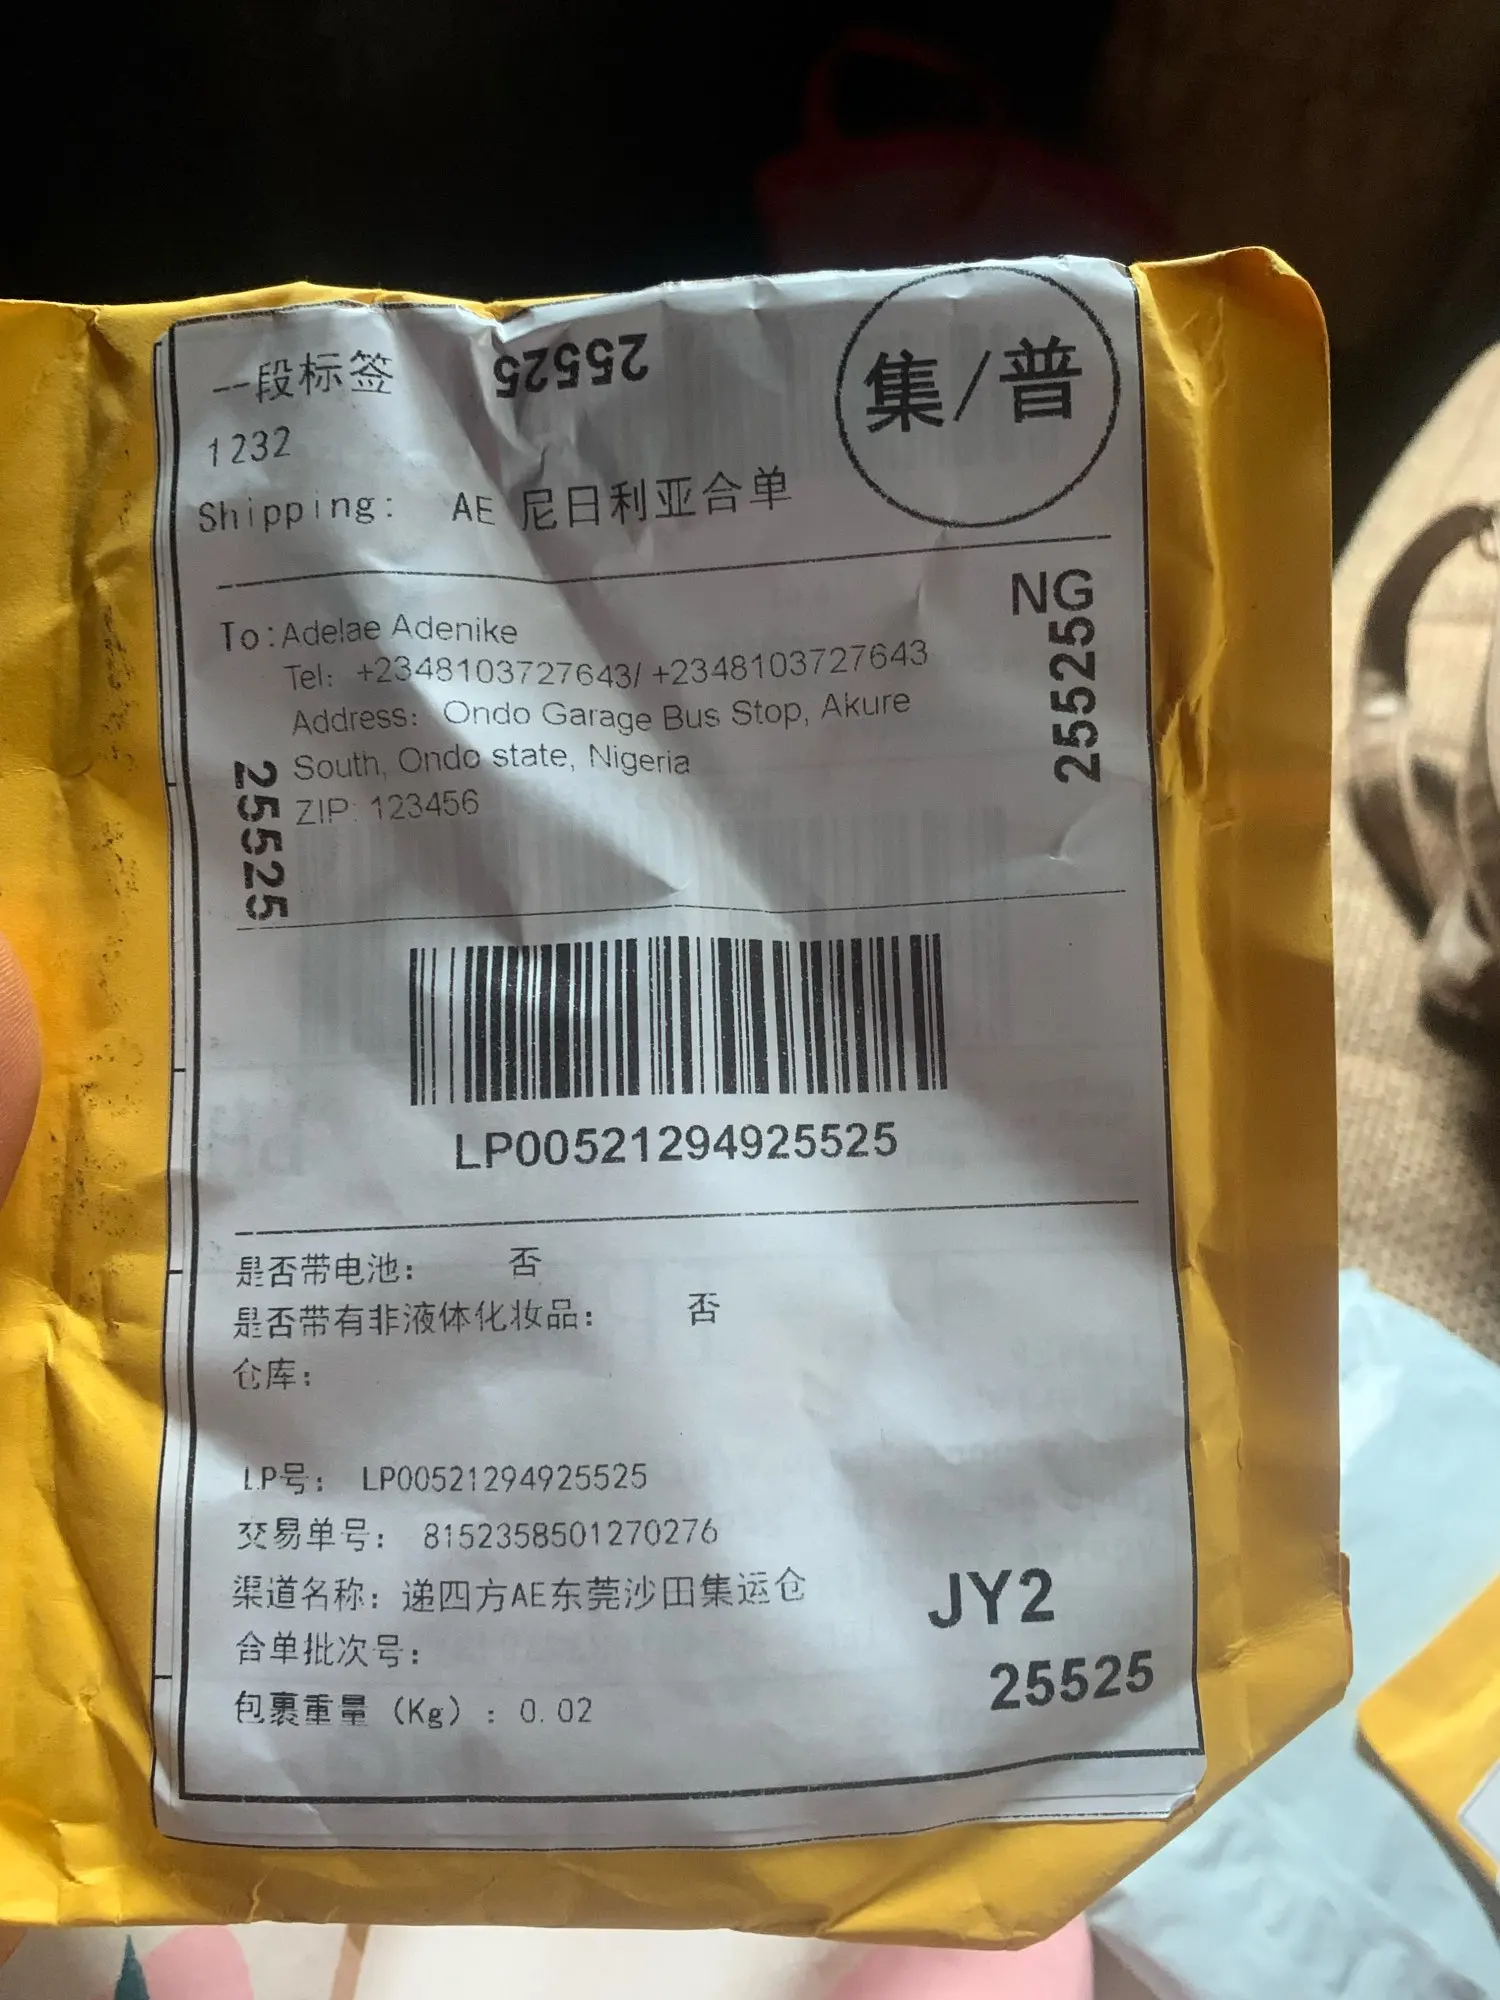 一段标签
25525
集/普
1232
Shipping: AE 尼日利亚合单
NG
25525
To:Adelae Adenike
Tel: +2348103727643/ +2348103727643
Address: Ondo Garage Bus Stop, Akure
South, Ondo state, Nigeria
ZIP: 123456
25525
LP00521294925525
是否带电池: 否
是否带有非液体化妆品: 否
仓库:
LP号: LP00521294925525
交易单号: 8152358501270276
渠道名称: 递四方AE东莞沙田集运仓
合单批次号:
包裹重量 (Kg) : 0.02
JY2
25525